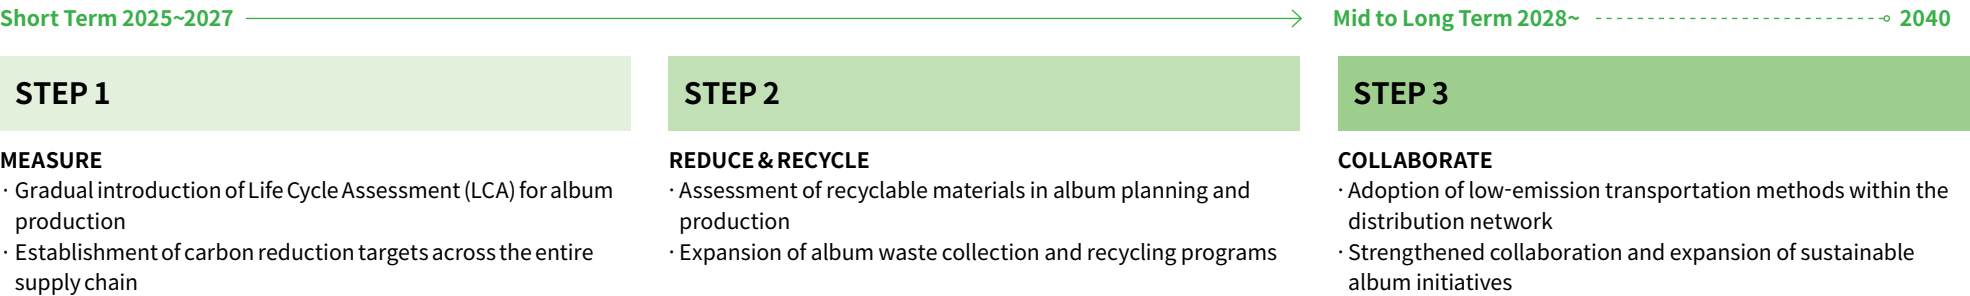 Short Term 2025~2027
Mid to Long Term 2028~
2040
STEP 1
MEASURE
· Gradual introduction of Life Cycle Assessment (LCA) for album
production
· Establishment of carbon reduction targets across the entire
supply chain
STEP 2
REDUCE & RECYCLE
· Assessment of recyclable materials in album planning and
production
· Expansion of album waste collection and recycling programs
STEP 3
COLLABORATE
· Adoption of low-emission transportation methods within the
distribution network
· Strengthened collaboration and expansion of sustainable
album initiatives